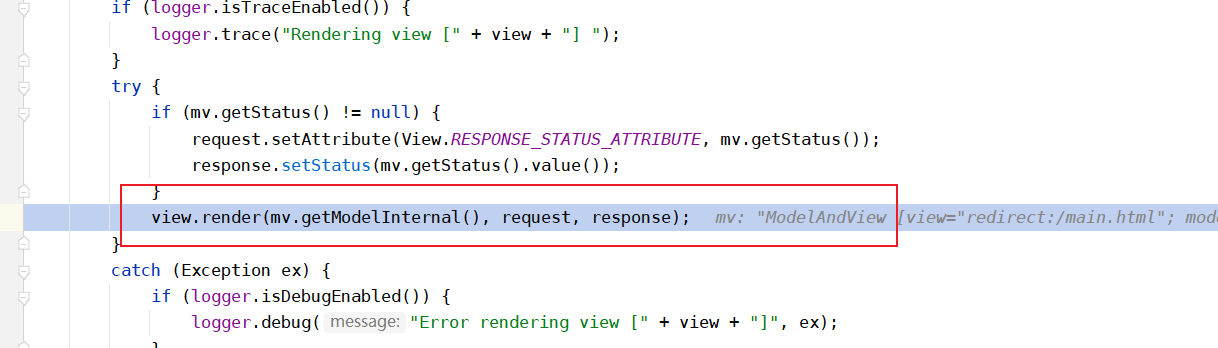 if (logger.isTraceEnabled()) {
logger.trace("Rendering view [" + view + "] ");
}
try {
if (mv.getStatus() != null) {
request.setAttribute(View.RESPONSE_STATUS_ATTRIBUTE, mv.getStatus());
response.setStatus(mv.getStatus().value());
}
view.render(mv.getModelInternal(), request, response); mv: "ModelAndView [view="redirect:/main.html"; mod
}
catch (Exception ex) {
if (logger.isDebugEnabled()) {
logger.debug( message: "Error rendering view [" + view + "]", ex);
}